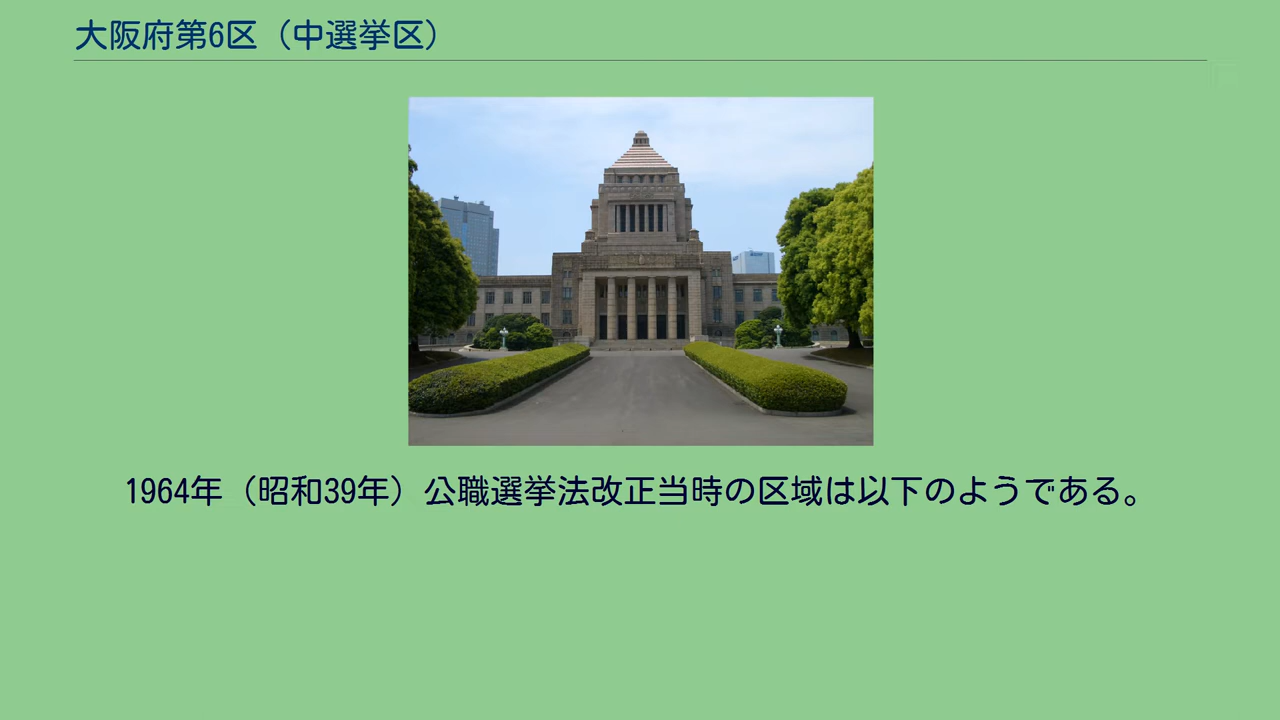 大阪府第6区（中選挙区）
1964年（昭和39年）公職選挙法改正当時の区域は以下のようである。